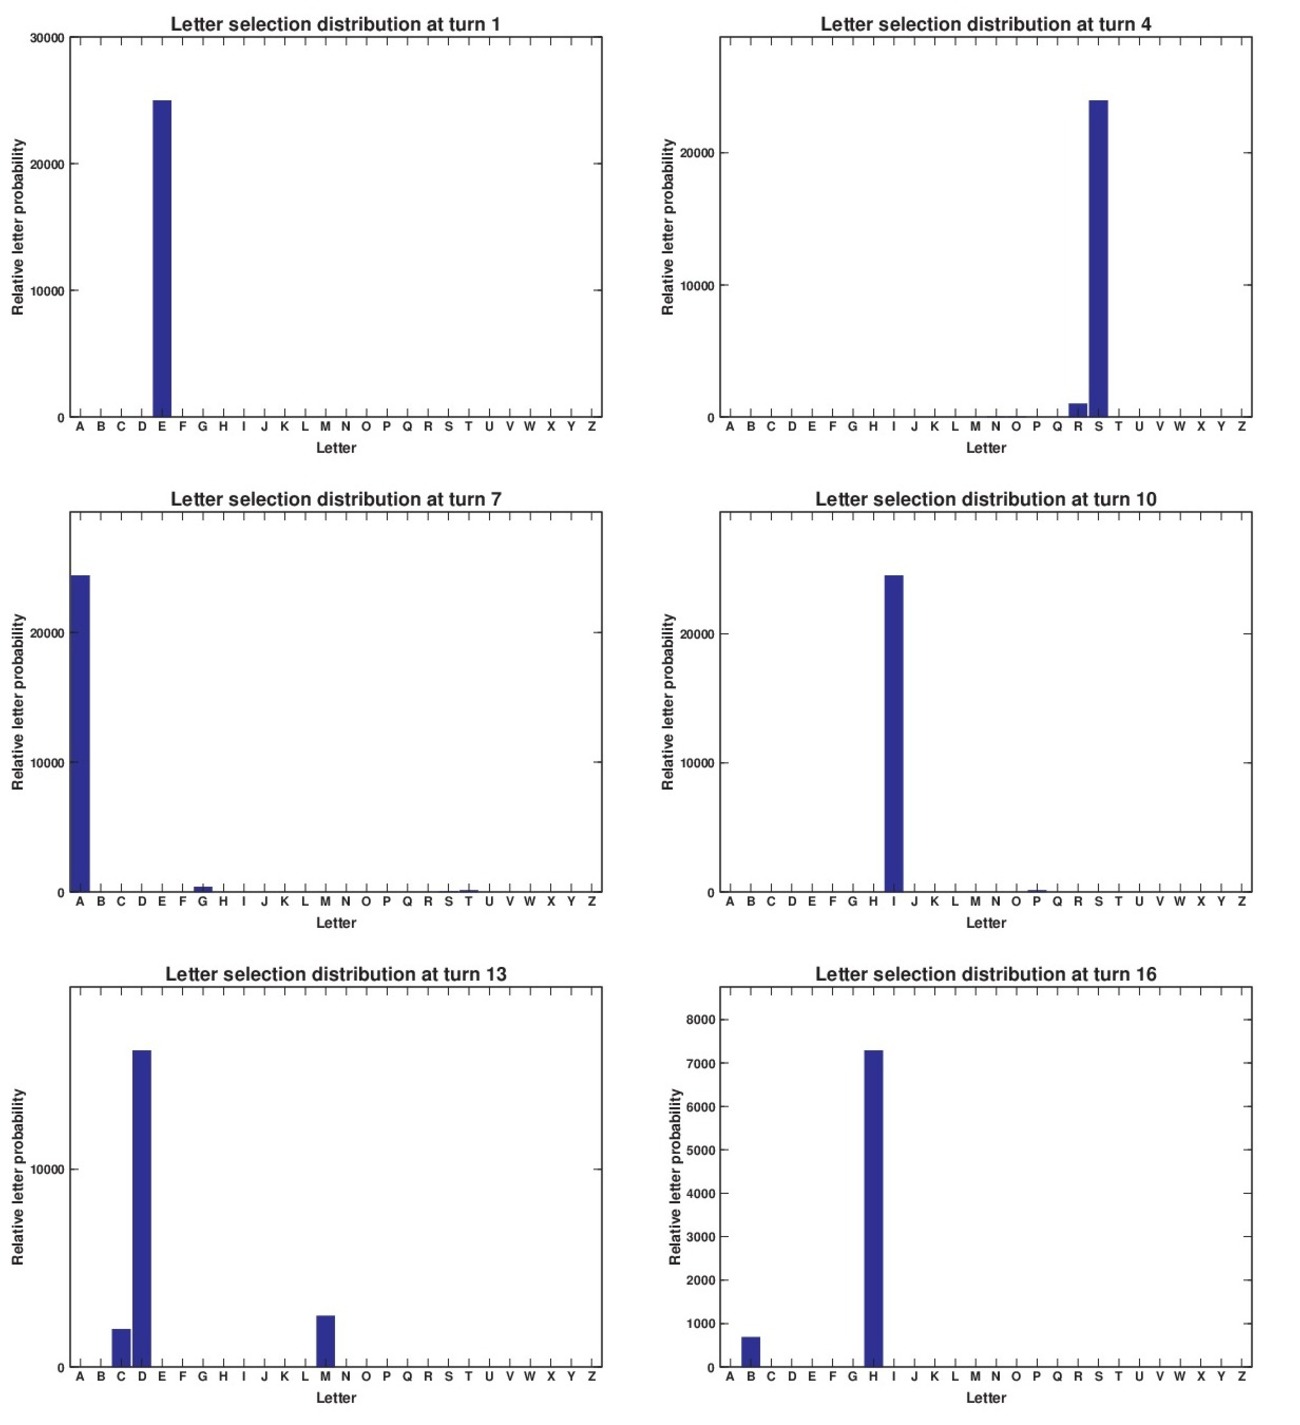 Letter selection distribution at turn 1
30000
20000
10000
0
Relative letter probability
A B C D E F G H I J K L M N O P Q R S T U V W X Y Z
Letter
Letter selection distribution at turn 4
20000
10000
0
Relative letter probability
A B C D E F G H I J K L M N O P Q R S T U V W X Y Z
Letter
Letter selection distribution at turn 7
20000
10000
0
Relative letter probability
A B C D E F G H I J K L M N O P Q R S T U V W X Y Z
Letter
Letter selection distribution at turn 10
20000
10000
0
Relative letter probability
A B C D E F G H I J K L M N O P Q R S T U V W X Y Z
Letter
Letter selection distribution at turn 13
10000
0
Relative letter probability
A B C D E F G H I J K L M N O P Q R S T U V W X Y Z
Letter
Letter selection distribution at turn 16
8000
7000
6000
5000
4000
3000
2000
1000
0
Relative letter probability
A B C D E F G H I J K L M N O P Q R S T U V W X Y Z
Letter